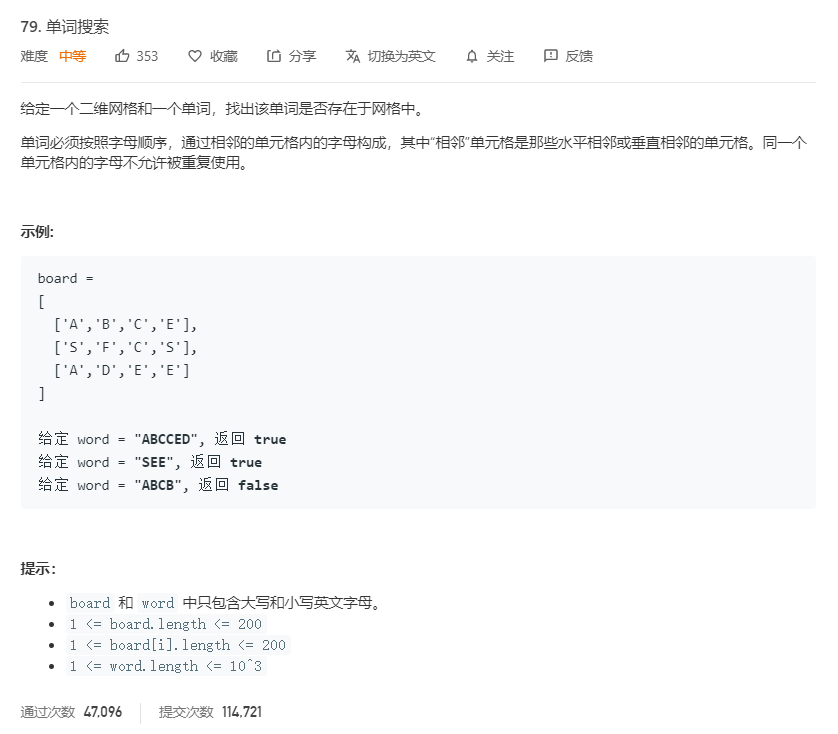 79. 单词搜索
难度 中等 353 收藏 分享 切换为英文 关注 反馈
给定一个二维网格和一个单词，找出该单词是否存在于网格中。
单词必须按照字母顺序，通过相邻的单元格内的字母构成，其中“相邻”单元格是那些水平相邻或垂直相邻的单元格。同一个
单元格内的字母不允许被重复使用。
示例:
board =
[
['A','B','C','E'],
['S','F','C','S'],
['A','D','E','E']
]
给定 word = "ABCCED", 返回 true
给定 word = "SEE", 返回 true
给定 word = "ABCB", 返回 false
提示：
board 和 word 中只包含大写和小写英文字母。
1 <= board.length <= 200
1 <= board[i].length <= 200
1 <= word.length <= 10^3
通过次数 47,096 提交次数 114,721